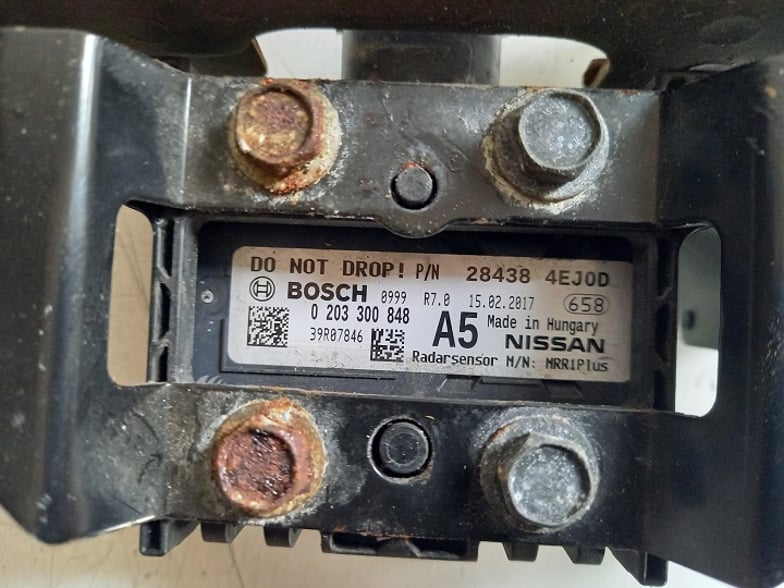 DO NOT DROP! P/N 28438 4EJ0D
BOSCH 0999 R7.0 15.02.2017 658
0 203 300 848 A5 Made in Hungary
39R07846 NISSAN
Radarsensor M/N: MRR1Plus